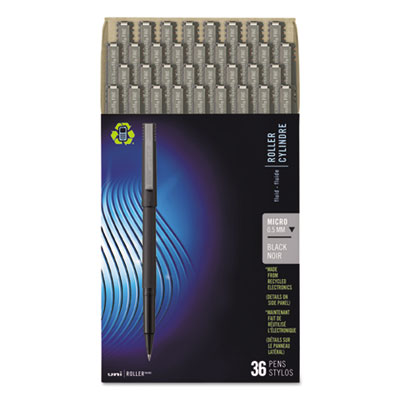 ROLLER
CYLINDRE
fluid · fluide
MICRO
0.5 MM
BLACK
NOIR
*MADE
FROM
RECYCLED
ELECTRONICS
(DETAILS ON
SIDE PANEL)
*MAINTENANT
FAIT DE
RÉUTILISÉ
L'ÉLECTRONIQUE
(DÉTAILS SUR
LE PANNEAU
LATÉRAL)
uni ROLLER
36 PENS
STYLOS